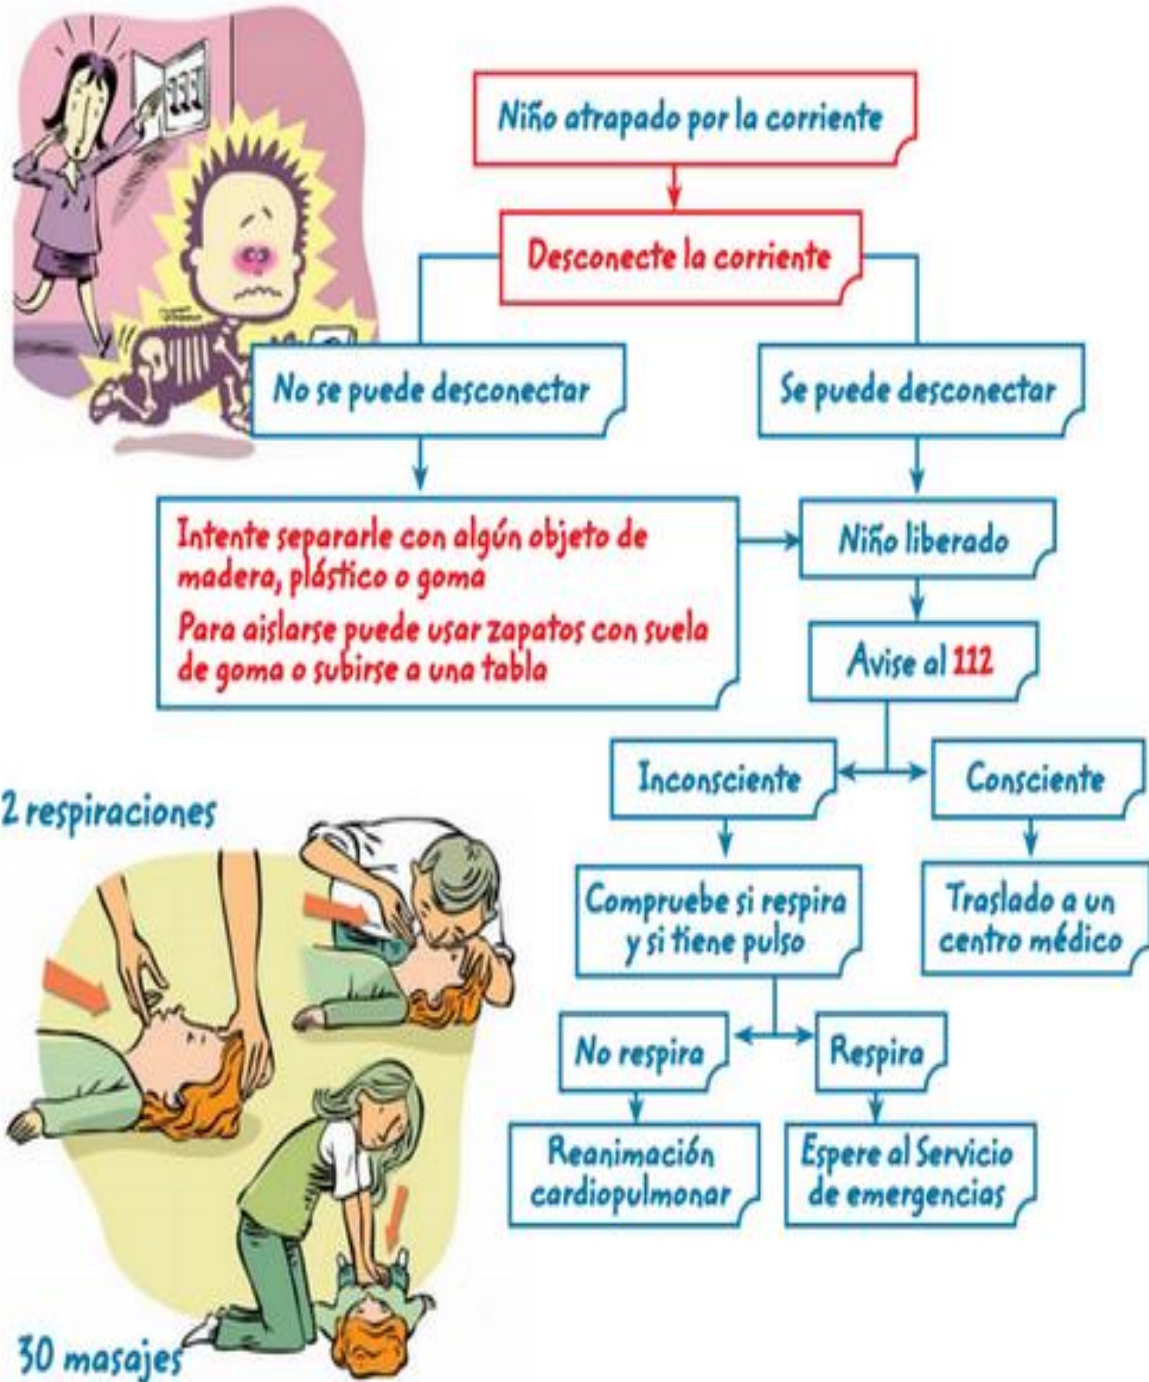 Niño atrapado por la corriente
Desconecte la corriente
No se puede desconectar
Se puede desconectar
Intente separarle con algún objeto de
madera, plástico o goma
Para aislarse puede usar zapatos con suela
de goma o subirse a una tabla
Niño liberado
Avise al 112
Inconsciente
Consciente
Compruebe si respira
y si tiene pulso
Traslado a un
centro médico
No respira
Respira
Reanimación
cardiopulmonar
Espere al Servicio
de emergencias
2 respiraciones
30 masajes